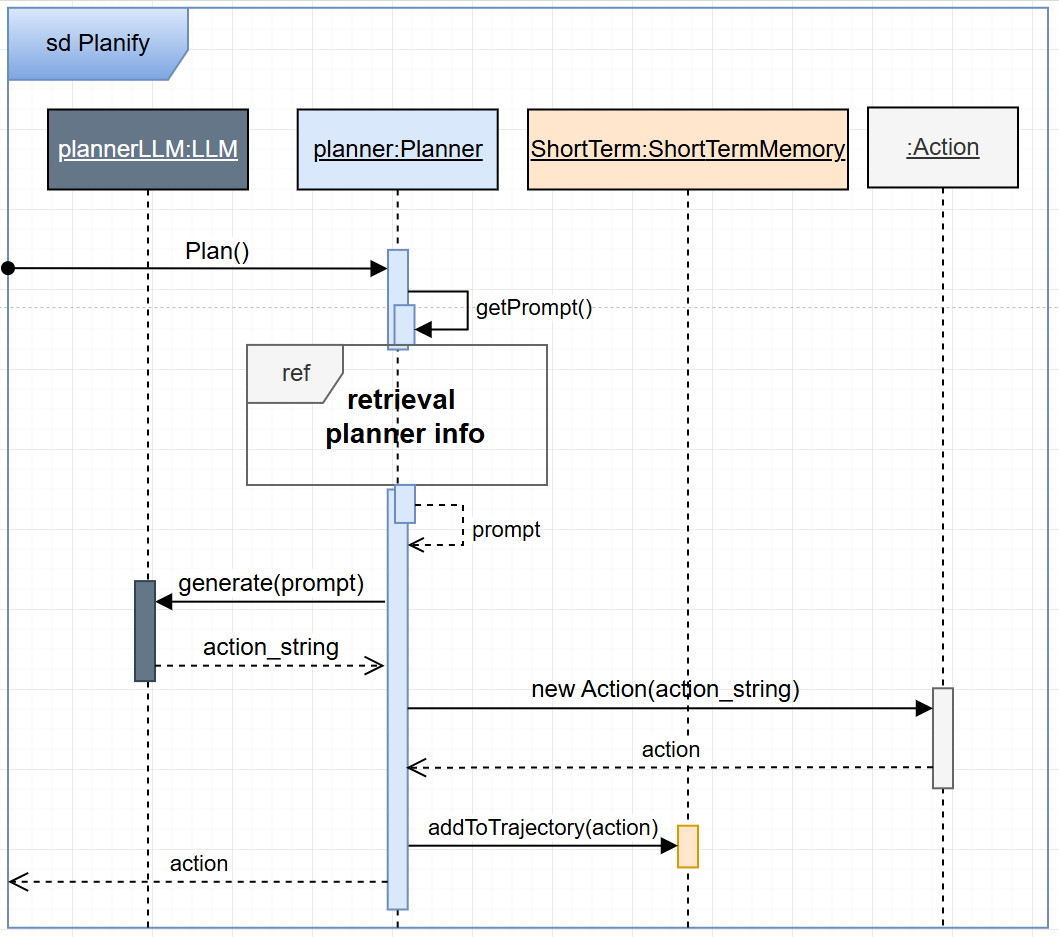 sd Planify
plannerLLM:LLM
planner:Planner
ShortTerm:ShortTermMemory
:Action
Plan()
getPrompt()
ref
retrieval
planner info
prompt
generate(prompt)
action_string
new Action(action_string)
action
addToTrajectory(action)
action